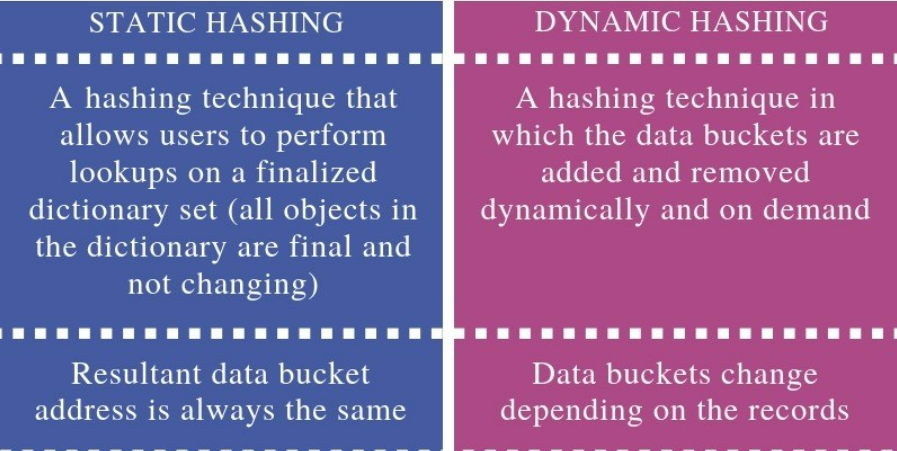 STATIC HASHING
A hashing technique that
allows users to perform
lookups on a finalized
dictionary set (all objects in
the dictionary are final and
not changing)
Resultant data bucket
address is always the same
DYNAMIC HASHING
A hashing technique in
which the data buckets are
added and removed
dynamically and on demand
Data buckets change
depending on the records